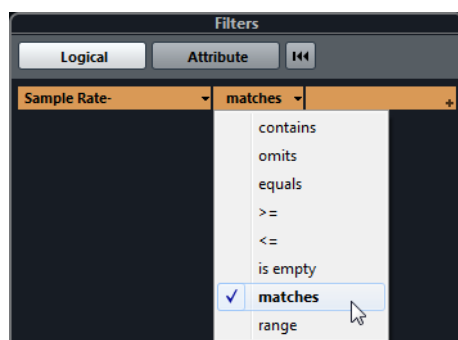 Filters
Logical Attribute
Sample Rate- matches +
contains
omits
equals
>=
<=
is empty
✓ matches
range